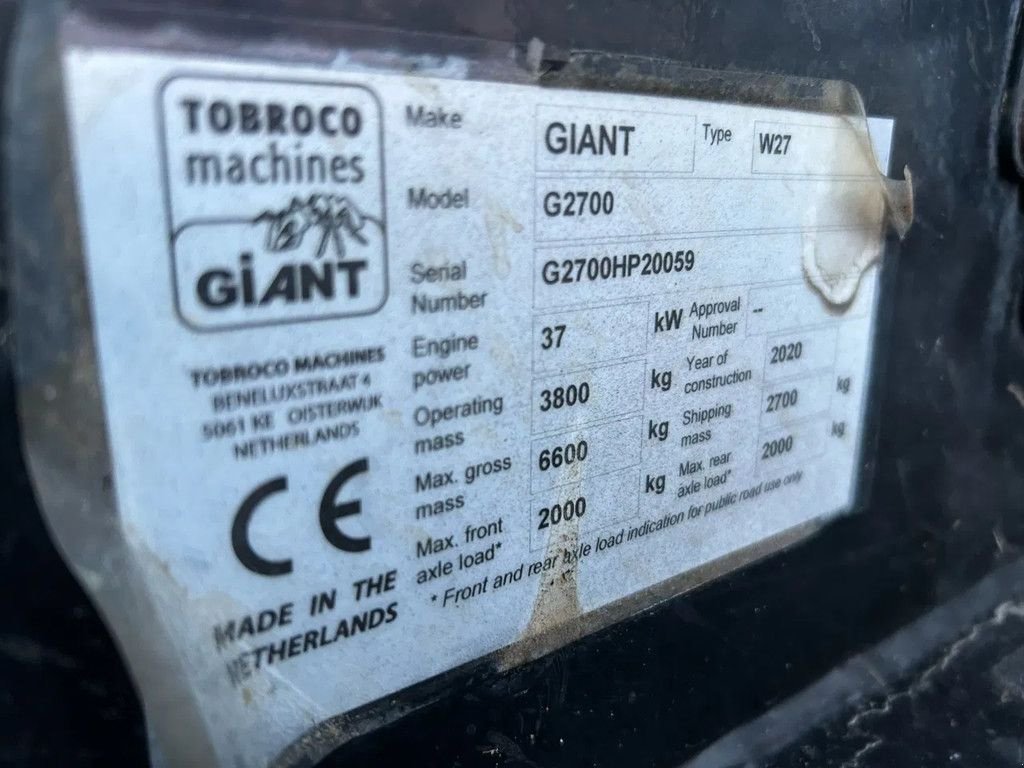 TOBROCO
machines
GIANT
TOBROCO MACHINES
BENELUXSTRAAT 4
5061 KE OISTERWIJK
NETHERLANDS
CE
MADE IN THE
NETHERLANDS
Make GIANT Type W27
Model G2700
Serial Number G2700HP20059
Engine power 37 kW Approval Number --
Operating mass 3800 kg Year of construction 2020
Max. gross mass 6600 kg Shipping mass 2700 kg
Max. front axle load* 2000 kg Max. rear axle load* 2000 kg
* Front and rear axle load indication for public road use only